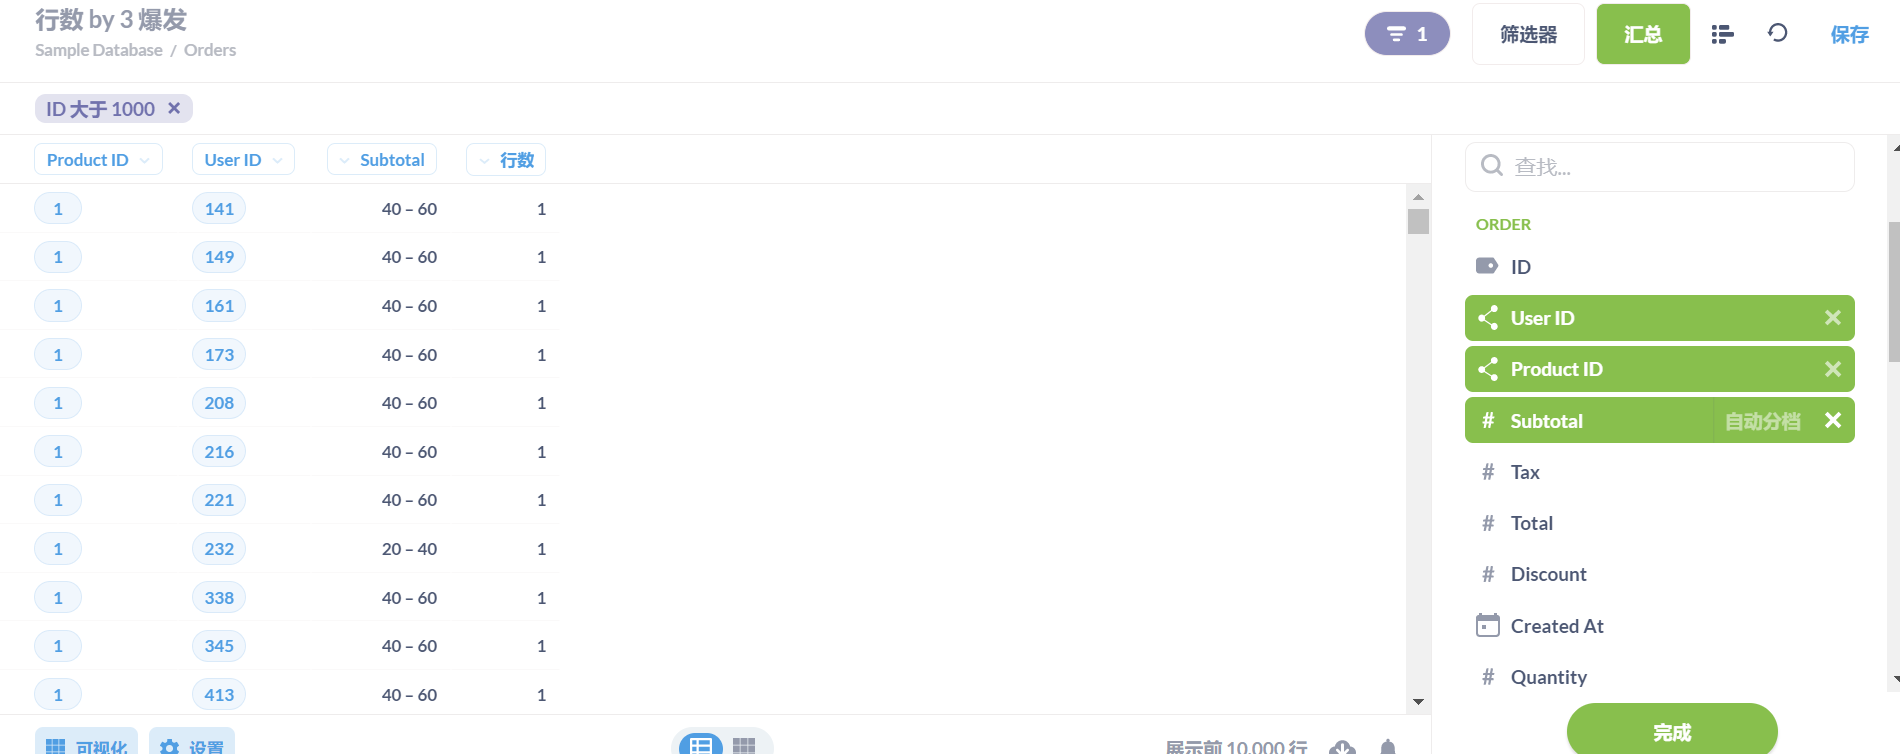 行数 by 3 爆发
Sample Database / Orders
1
筛选器
汇总
保存
ID 大于 1000
Product ID User ID Subtotal 行数
1 141 40 – 60 1
1 149 40 – 60 1
1 161 40 – 60 1
1 173 40 – 60 1
1 208 40 – 60 1
1 216 40 – 60 1
1 221 40 – 60 1
1 232 20 – 40 1
1 338 40 – 60 1
1 345 40 – 60 1
1 413 40 – 60 1
查找...
ORDER
ID
User ID
Product ID
# Subtotal 自动分档
# Tax
# Total
# Discount
Created At
# Quantity
完成
可视化 设置
展示前 10,000 行